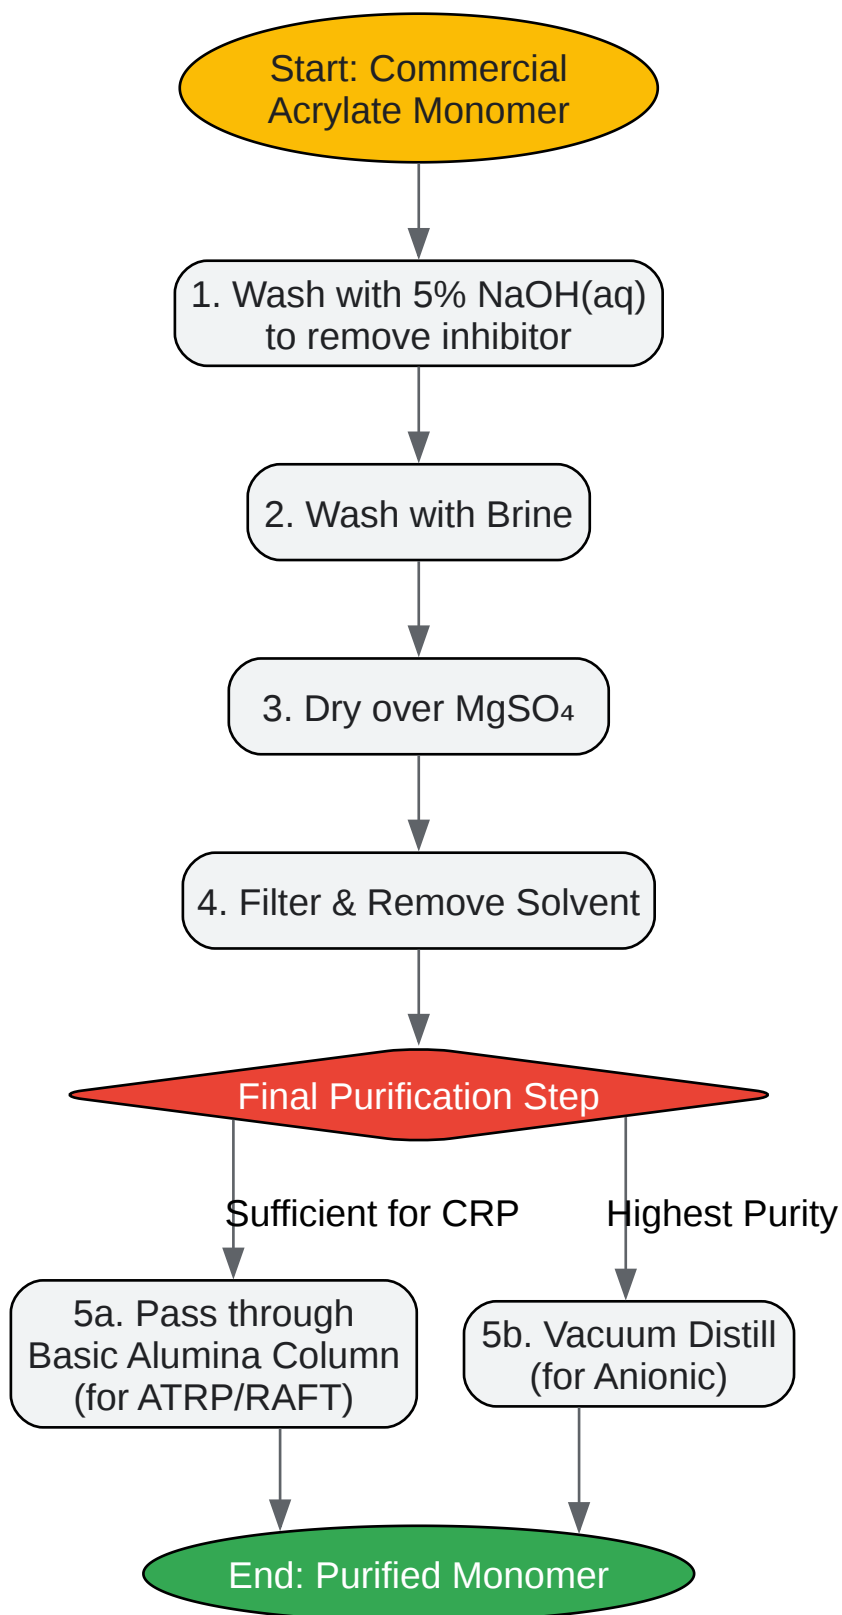 Start: Commercial
Acrylate Monomer
1. Wash with 5% NaOH(aq)
to remove inhibitor
2. Wash with Brine
3. Dry over MgSO₄
4. Filter & Remove Solvent
Final Purification Step
Sufficient for CRP
Highest Purity
5a. Pass through
Basic Alumina Column
(for ATRP/RAFT)
5b. Vacuum Distill
(for Anionic)
End: Purified Monomer